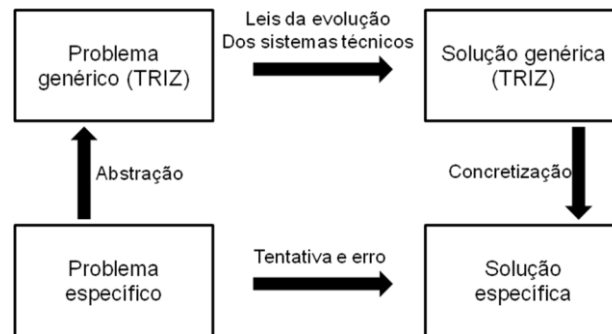 Problema
genérico (TRIZ)
Leis da evolução
Dos sistemas técnicos
Solução genérica
(TRIZ)
Abstração
Concretização
Problema
específico
Tentativa e erro
Solução
específica